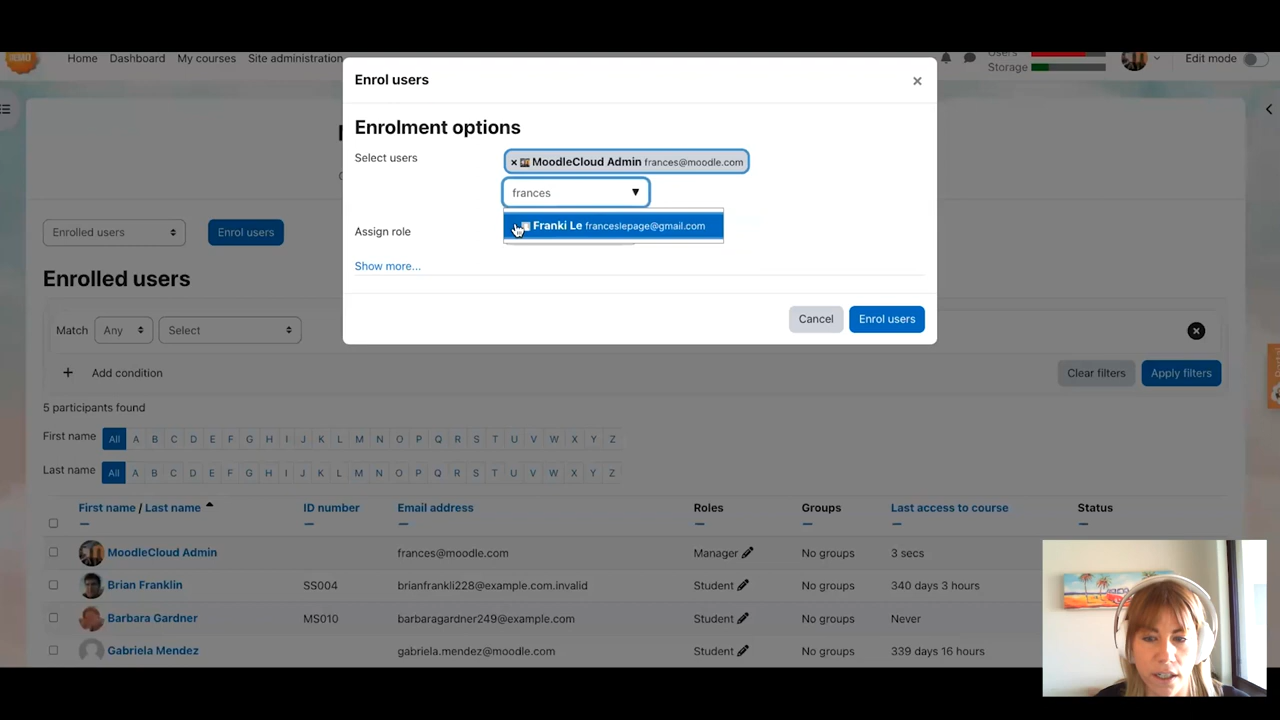 Home Dashboard My courses Site administration Users Edit mode
Storage
Enrol users ×
Enrolment options
Select users × MoodleCloud Admin frances@moodle.com
frances ▼
Franki Le franceslepage@gmail.com
Assign role
Show more...
Cancel Enrol users
Enrolled users Enrol users
Enrolled users
Match Any Select
+ Add condition Clear filters Apply filters
5 participants found
First name All A B C D E F G H I J K L M N O P Q R S T U V W X Y Z
Last name All A B C D E F G H I J K L M N O P Q R S T U V W X Y Z
First name / Last name ID number Email address Roles Groups Last access to course Status
MoodleCloud Admin frances@moodle.com Manager No groups 3 secs
Brian Franklin SS004 brianfrankli228@example.com.invalid Student No groups 340 days 3 hours
Barbara Gardner MS010 barbaragardner249@example.com Student No groups Never
Gabriela Mendez gabriela.mendez@moodle.com Student No groups 339 days 16 hours